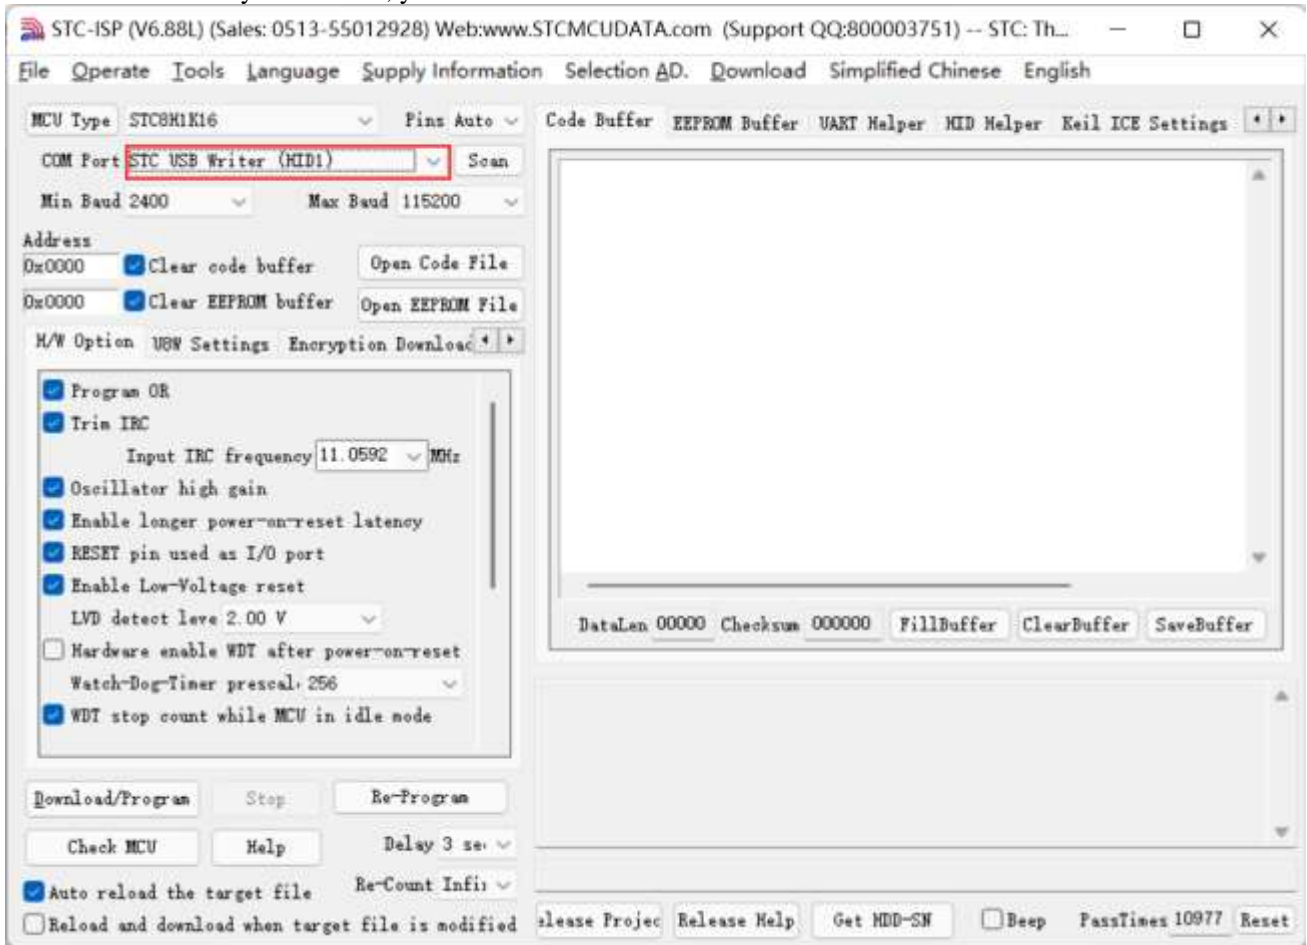 STC-ISP (V6.88L) (Sales: 0513-55012928) Web:www.STCMCUDATA.com (Support QQ:800003751) -- STC: Th...
File Operate Tools Language Supply Information Selection AD. Download Simplified Chinese English
MCU Type STC8H1K16 Pins Auto
COM Port STC USB Writer (HID1) Scan
Min Baud 2400 Max Baud 115200
Address
0x0000 Clear code buffer Open Code File
0x0000 Clear EEPROM buffer Open EEPROM File
H/W Option U8W Settings Encryption Downloac
Program OR
Trim IRC
Input IRC frequency 11.0592 MHz
Oscillator high gain
Enable longer power-on-reset latency
RESET pin used as I/O port
Enable Low-Voltage reset
LVD detect leve 2.00 V
Hardware enable WDT after power-on-reset
Watch-Dog-Timer prescal 256
WDT stop count while MCU in idle mode
Download/Program Stop Re-Program
Check MCU Help Delay 3 se
Auto reload the target file Re-Count Infi
Reload and download when target file is modified
Code Buffer EEPROM Buffer UART Helper HID Helper Keil ICE Settings
DataLen 00000 Checksum 000000 FillBuffer ClearBuffer SaveBuffer
elease Projec Release Help Get HDD-SN Beep PassTimes 10977 Reset